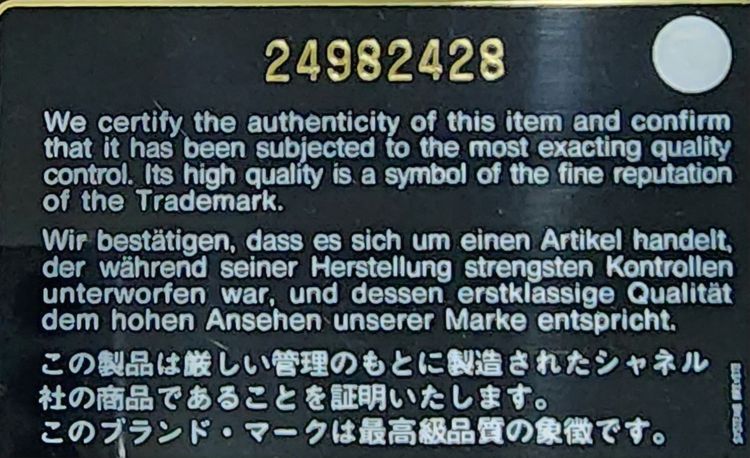 24982428
We certify the authenticity of this item and confirm
that it has been subjected to the most exacting quality
control. Its high quality is a symbol of the fine reputation
of the Trademark.
Wir bestätigen, dass es sich um einen Artikel handelt,
der während seiner Herstellung strengsten Kontrollen
unterworfen war, und dessen erstklassige Qualität
dem hohen Ansehen unserer Marke entspricht.
この製品は厳しい管理のもとに製造されたシャネル
社の商品であることを証明いたします。
このブランド・マークは最高級品質の象徴です。